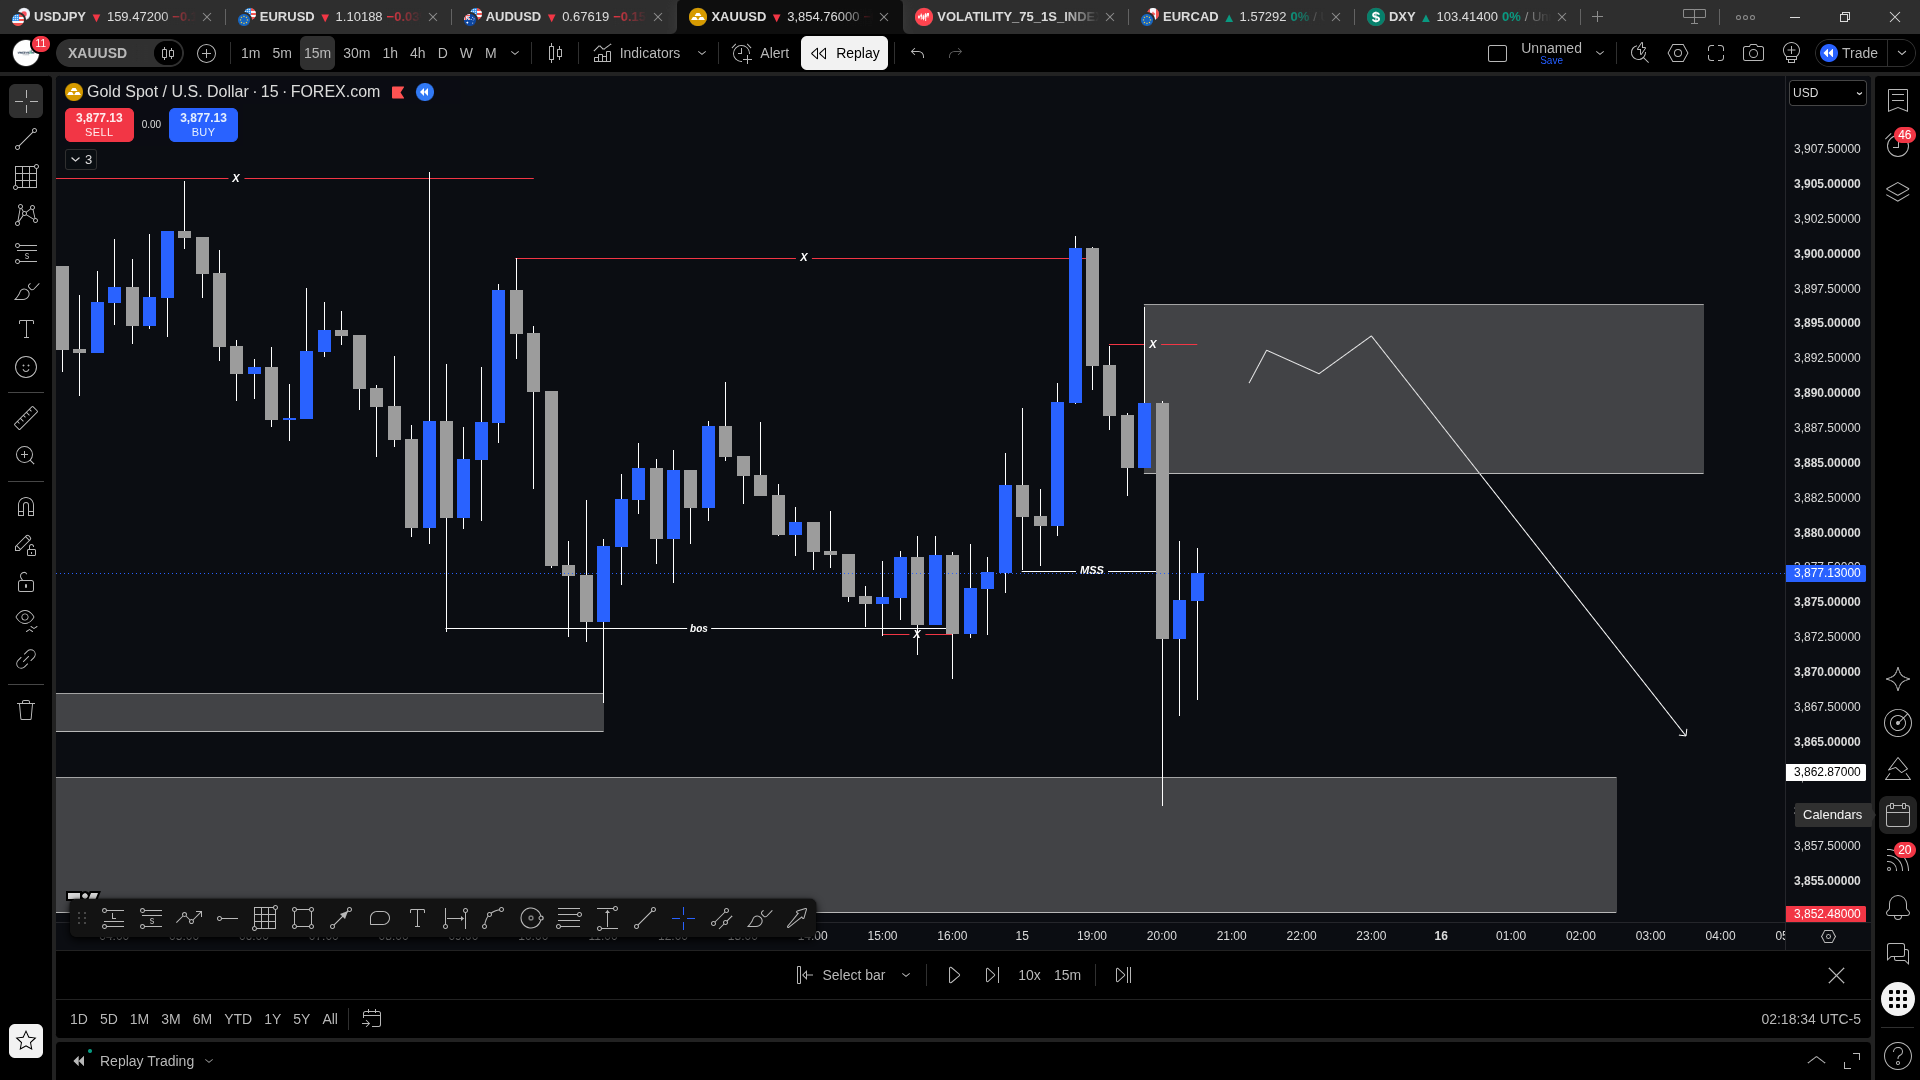 USDJPY ▼ 159.47200 −0. EURUSD ▼ 1.10188 −0.03 AUDUSD ▼ 0.67619 −0.15 XAUUSD ▼ 3,854.76000 VOLATILITY_75_1S_INDE EURCAD ▲ 1.57292 0% / DXY ▲ 103.41400 0% / Un
11 XAUUSD 1m 5m 15m 30m 1h 4h D W M Indicators Alert Replay Unnamed Save Trade
Gold Spot / U.S. Dollar · 15 · FOREX.com
USD
3,877.13 SELL 0.00 3,877.13 BUY
3
46
3,907.50000
3,905.00000
3,902.50000
3,900.00000
3,897.50000
3,895.00000
3,892.50000
3,890.00000
3,887.50000
3,885.00000
3,882.50000
3,880.00000
3,877.13000
3,875.00000
3,872.50000
3,870.00000
3,867.50000
3,865.00000
3,862.87000
Calendars
3,857.50000
20
3,855.00000
3,852.48000
X
X
X
MSS
bos
X
15:00 16:00 15 19:00 20:00 21:00 22:00 23:00 16 01:00 02:00 03:00 04:00
Select bar 10x 15m
1D 5D 1M 3M 6M YTD 1Y 5Y All 02:18:34 UTC-5
Replay Trading